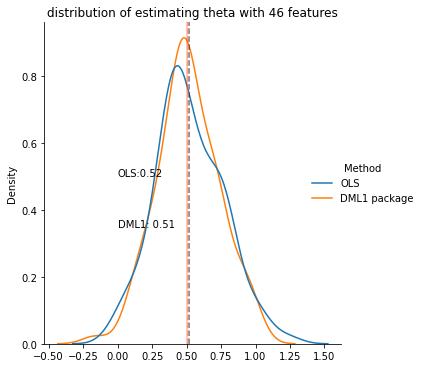 distribution of estimating theta with 46 features
0.8
0.6
0.4
0.2
0.0
Density
OLS:0.52
DML1: 0.51
Method
OLS
DML1 package
−0.50 −0.25 0.00 0.25 0.50 0.75 1.00 1.25 1.50